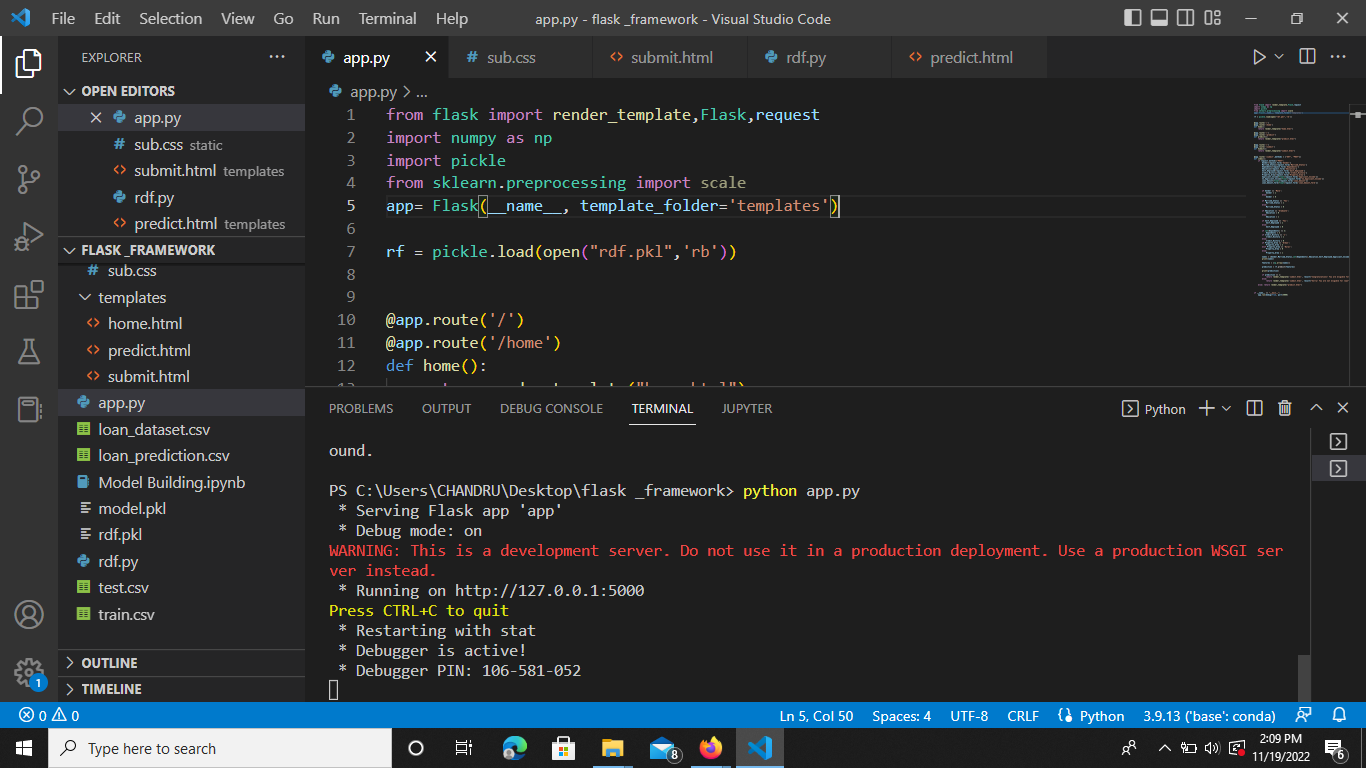 File Edit Selection View Go Run Terminal Help app.py - flask _framework - Visual Studio Code
EXPLORER
OPEN EDITORS
app.py
sub.css static
submit.html templates
rdf.py
predict.html templates
FLASK _FRAMEWORK
sub.css
templates
home.html
predict.html
submit.html
app.py
loan_dataset.csv
loan_prediction.csv
Model Building.ipynb
model.pkl
rdf.pkl
rdf.py
test.csv
train.csv
OUTLINE
TIMELINE
1
app.py sub.css submit.html rdf.py predict.html
app.py > ...
1 from flask import render_template,Flask,request
2 import numpy as np
3 import pickle
4 from sklearn.preprocessing import scale
5 app= Flask(__name__, template_folder='templates')
6
7 rf = pickle.load(open("rdf.pkl",'rb'))
8
9
10 @app.route('/')
11 @app.route('/home')
12 def home():
PROBLEMS OUTPUT DEBUG CONSOLE TERMINAL JUPYTER Python
ound.
PS C:\Users\CHANDRU\Desktop\flask _framework> python app.py
* Serving Flask app 'app'
* Debug mode: on
WARNING: This is a development server. Do not use it in a production deployment. Use a production WSGI ser
ver instead.
* Running on http://127.0.0.1:5000
Press CTRL+C to quit
* Restarting with stat
* Debugger is active!
* Debugger PIN: 106-581-052
0 0 Ln 5, Col 50 Spaces: 4 UTF-8 CRLF Python 3.9.13 ('base': conda)
Type here to search 8 2:09 PM
11/19/2022 6